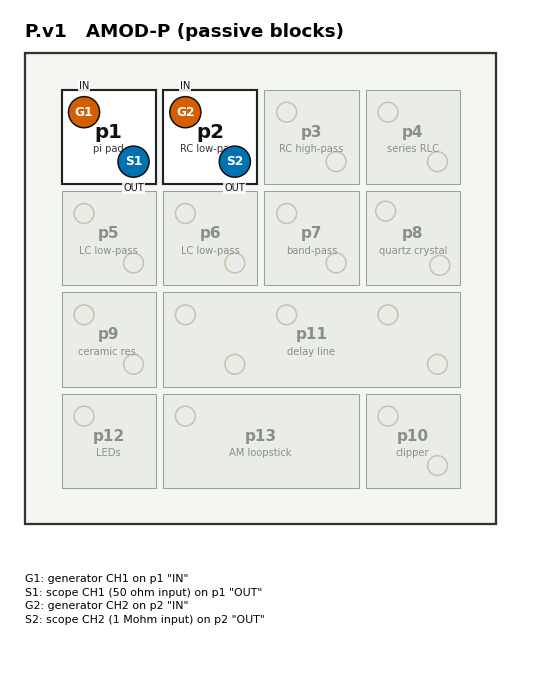 P.v1 AMOD-P (passive blocks)
IN IN
G1 G2
p1 p2 p3 p4
pi pad RC low-pa RC high-pass series RLC
S1 S2
OUT OUT
p5 p6 p7 p8
LC low-pass LC low-pass band-pass quartz crystal
p9 p11
ceramic res. delay line
p12 p13 p10
LEDs AM loopstick clipper
G1: generator CH1 on p1 "IN"
S1: scope CH1 (50 ohm input) on p1 "OUT"
G2: generator CH2 on p2 "IN"
S2: scope CH2 (1 Mohm input) on p2 "OUT"